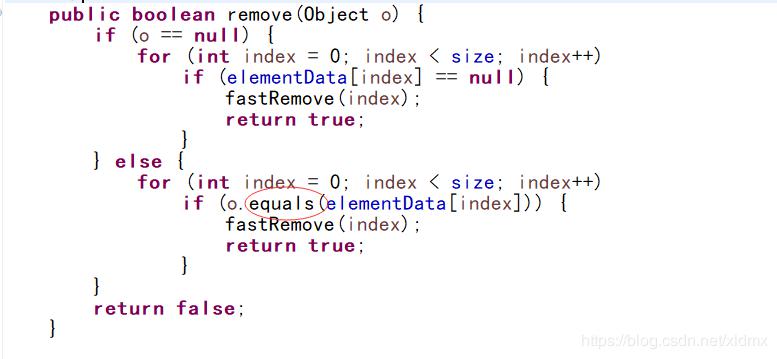 public boolean remove(Object o) {
if (o == null) {
for (int index = 0; index < size; index++)
if (elementData[index] == null) {
fastRemove(index);
return true;
}
} else {
for (int index = 0; index < size; index++)
if (o.equals(elementData[index])) {
fastRemove(index);
return true;
}
}
return false;
}
https://blog.csdn.net/xldmx